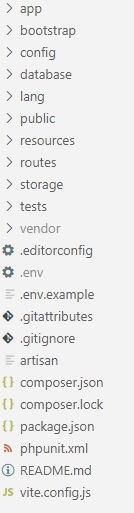 app
bootstrap
config
database
lang
public
resources
routes
storage
tests
vendor
.editorconfig
.env
.env.example
.gitattributes
.gitignore
artisan
composer.json
composer.lock
package.json
phpunit.xml
README.md
JS vite.config.js